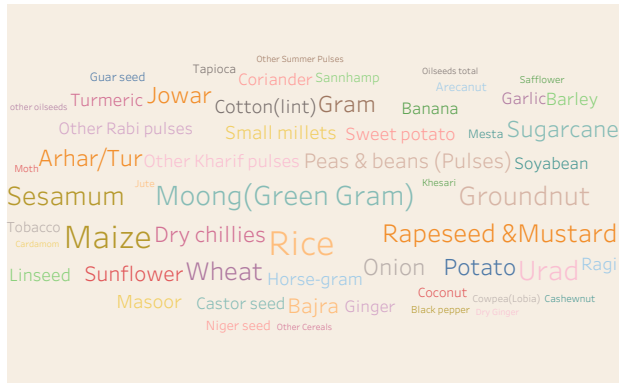 Other Summer Pulses
Tapioca
Oilseeds total
Guar seed
Coriander Sannhamp
Safflower
Arecanut
Turmeric Jowar
Garlic Barley
other oilseeds
Cotton(lint) Gram
Banana
Other Rabi pulses
Small millets
Sweet potato
Mesta
Sugarcane
Arhar/Tur Other Kharif pulses
Peas & beans (Pulses) Soyabean
Moth
Jute
Khesari
Sesamum
Moong(Green Gram)
Groundnut
Tobacco
Cardamom
Maize
Dry chillies
Rice
Rapeseed &Mustard
Linseed
Sunflower Wheat
Horse-gram
Onion
Potato Urad Ragi
Masoor
Castor seed Bajra Ginger
Coconut
Cowpea(Lobia) Cashewnut
Black pepper
Dry Ginger
Niger seed
Other Cereals